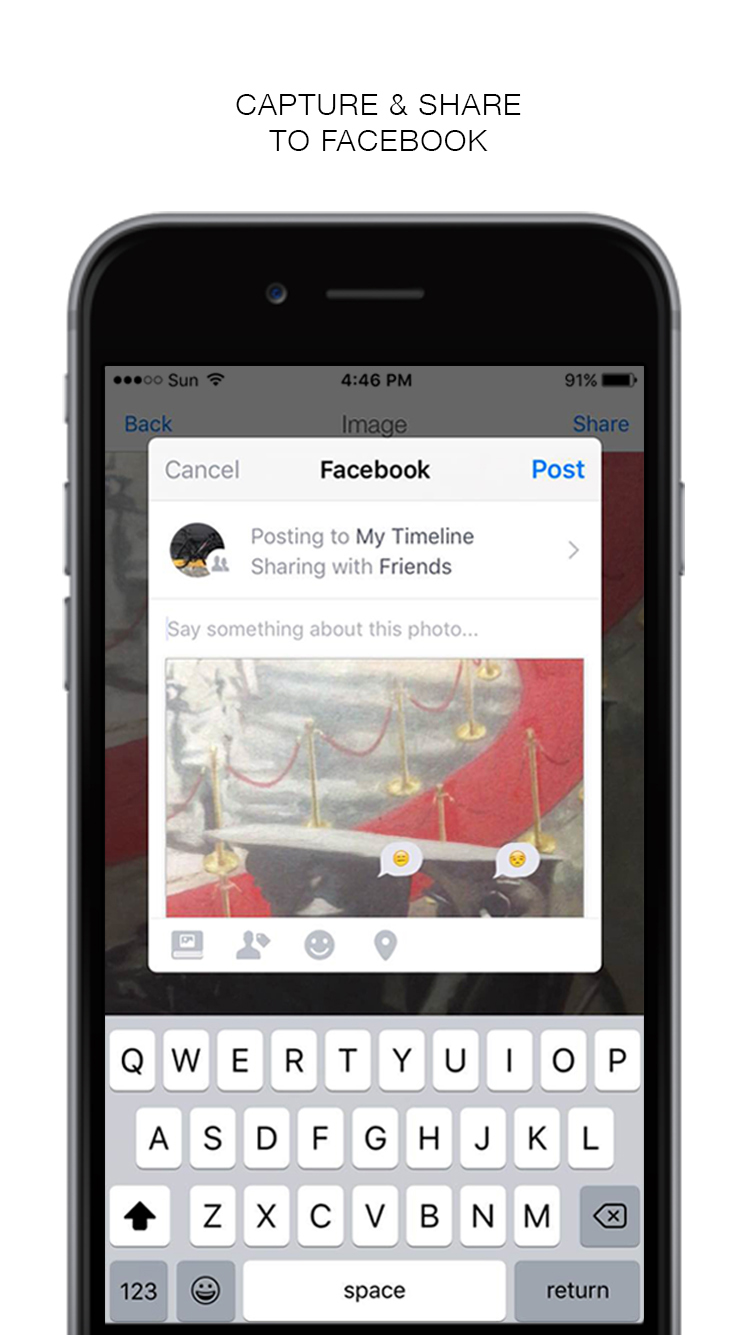 CAPTURE & SHARE
TO FACEBOOK
Sun 4:46 PM 91%
Back Image Share
Cancel Facebook Post
Posting to My Timeline
Sharing with Friends
Say something about this photo...
Q W E R T Y U I O P
A S D F G H J K L
Z X C V B N M
123 space return